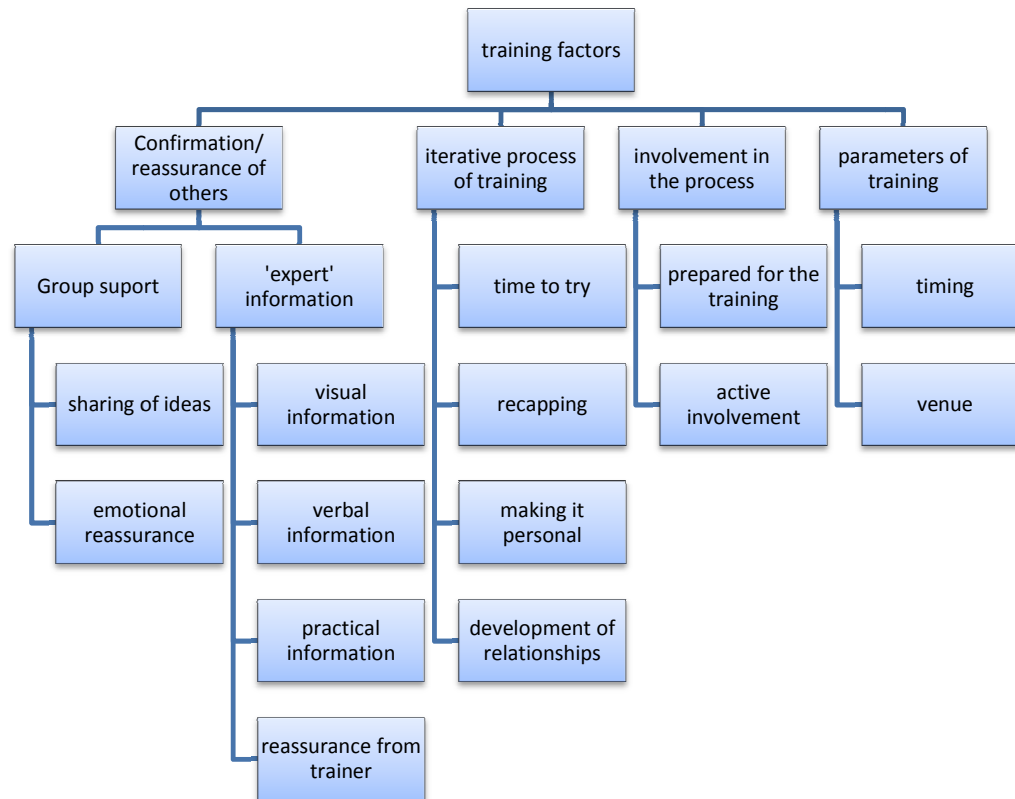 training factors
Confirmation/
reassurance of
others
iterative process
of training
involvement in
the process
parameters of
training
Group suport
'expert'
information
time to try
prepared for the
training
timing
sharing of ideas
visual
information
recapping
active
involvement
venue
emotional
reassurance
verbal
information
making it
personal
practical
information
development of
relationships
reassurance from
trainer